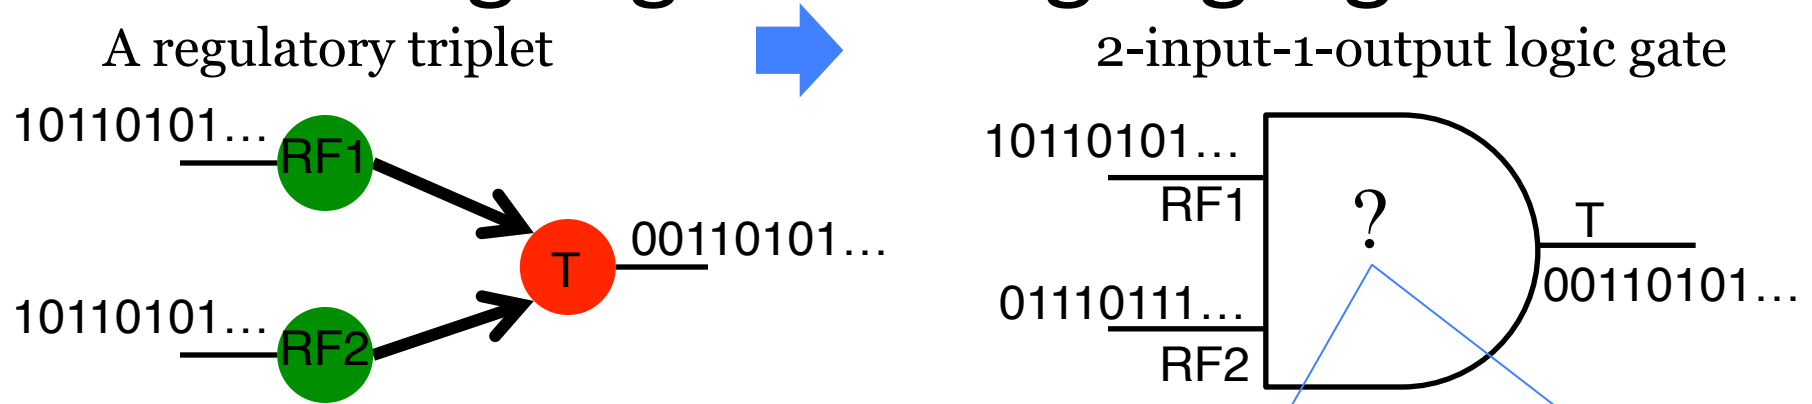 A regulatory triplet
2-input-1-output logic gate
10110101…
RF1
10110101…
RF2
T
00110101…
10110101…
RF1
01110111…
RF2
?
T
00110101…